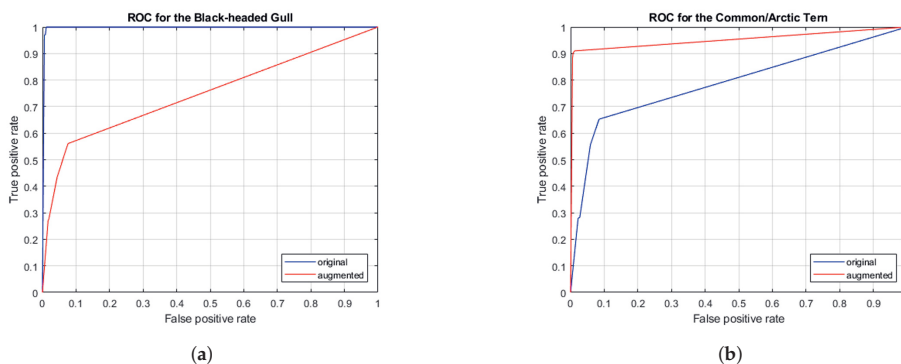 ROC for the Black-headed Gull
1
0.9
0.8
0.7
0.6
0.5
0.4
0.3
0.2
0.1
0
True positive rate
0 0.1 0.2 0.3 0.4 0.5 0.6 0.7 0.8 0.9 1
False positive rate
original
augmented
(a)
ROC for the Common/Arctic Tern
1
0.9
0.8
0.7
0.6
0.5
0.4
0.3
0.2
0.1
0
True positive rate
0 0.1 0.2 0.3 0.4 0.5 0.6 0.7 0.8 0.9
False positive rate
original
augmented
(b)